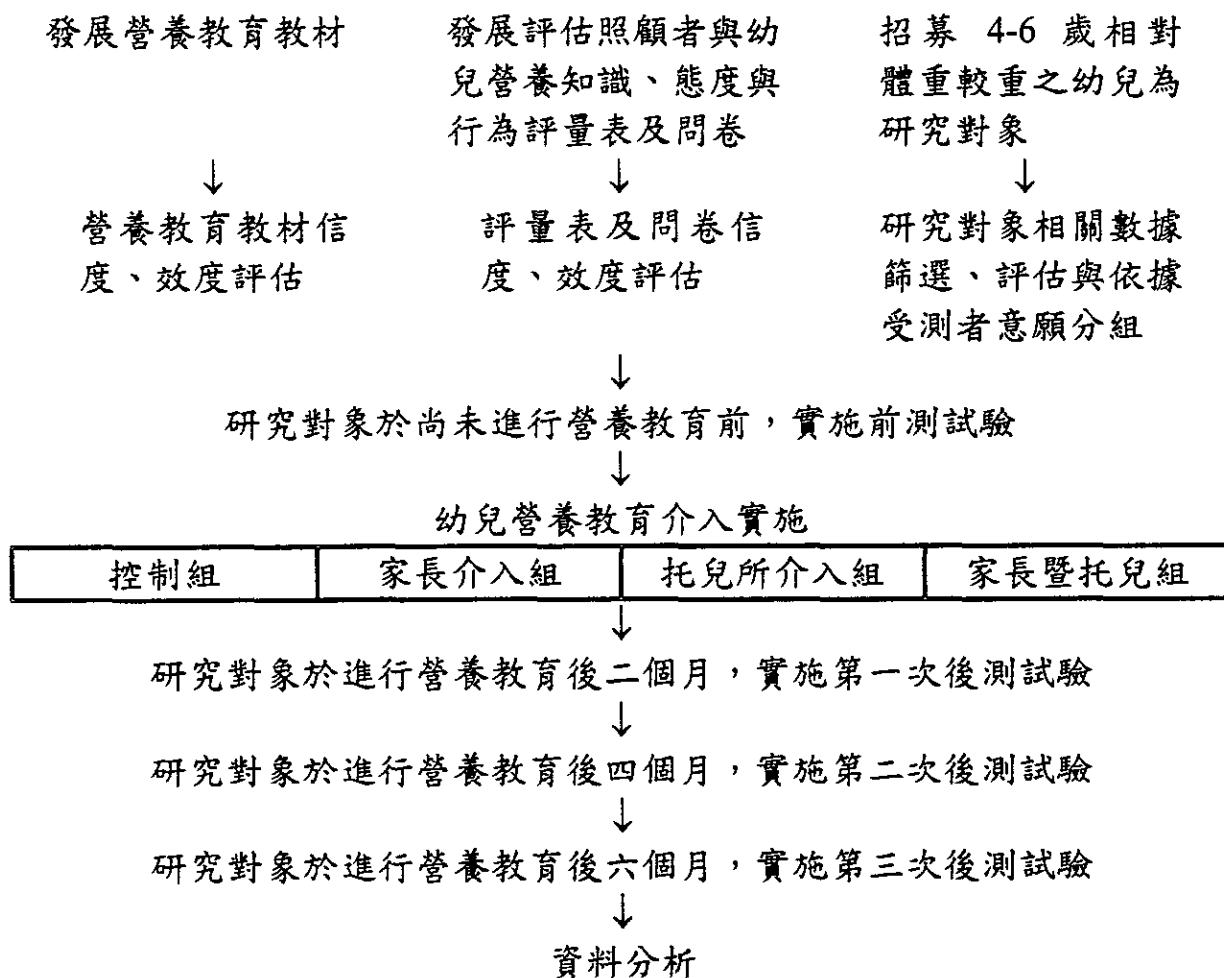 發展營養教育教材
發展評估照顧者與幼
兒營養知識、態度與
行為評量表及問卷
招募 4-6 歲相對
體重較重之幼兒為
研究對象
↓
↓
↓
營養教育教材信
度、效度評估
評量表及問卷信
度、效度評估
研究對象相關數據
篩選、評估與依據
受測者意願分組
↓
研究對象於尚未進行營養教育前，實施前測試驗
↓
幼兒營養教育介入實施
控制組
家長介入組
托兒所介入組
家長暨托兒組
↓
研究對象於進行營養教育後二個月，實施第一次後測試驗
↓
研究對象於進行營養教育後四個月，實施第二次後測試驗
↓
研究對象於進行營養教育後六個月，實施第三次後測試驗
↓
資料分析